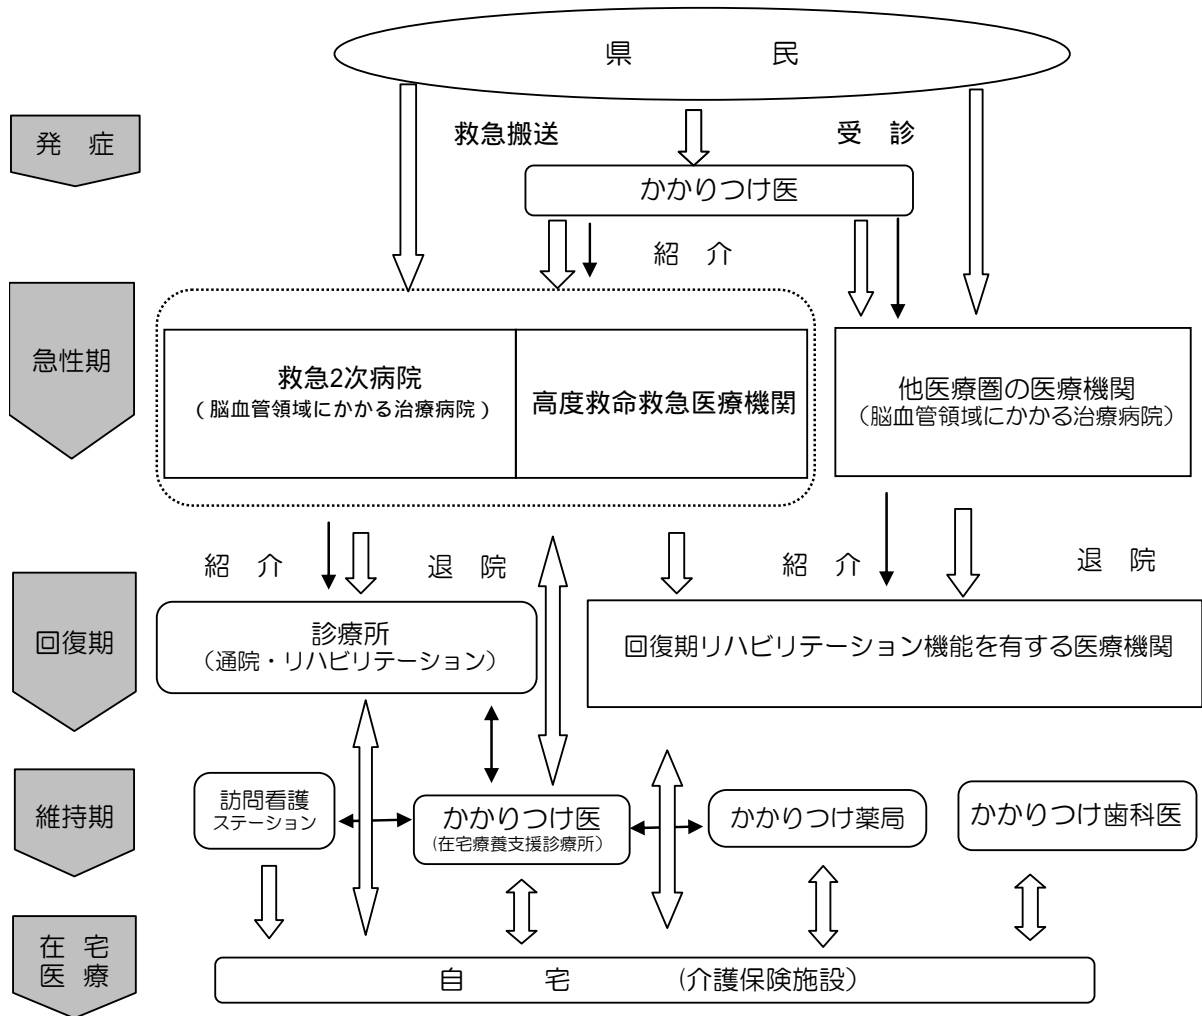 県　　　民
発　症
救急搬送
受　診
かかりつけ医
紹　介
急性期
救急2次病院
（脳血管領域にかかる治療病院）
高度救命救急医療機関
他医療圏の医療機関
（脳血管領域にかかる治療病院）
紹　介
退　院
紹　介
退　院
回復期
診療所
（通院・リハビリテーション）
回復期リハビリテーション機能を有する医療機関
維持期
訪問看護
ステーション
かかりつけ医
（在宅療養支援診療所）
かかりつけ薬局
かかりつけ歯科医
在　宅
医　療
自　　　宅　　　　（介護保険施設）